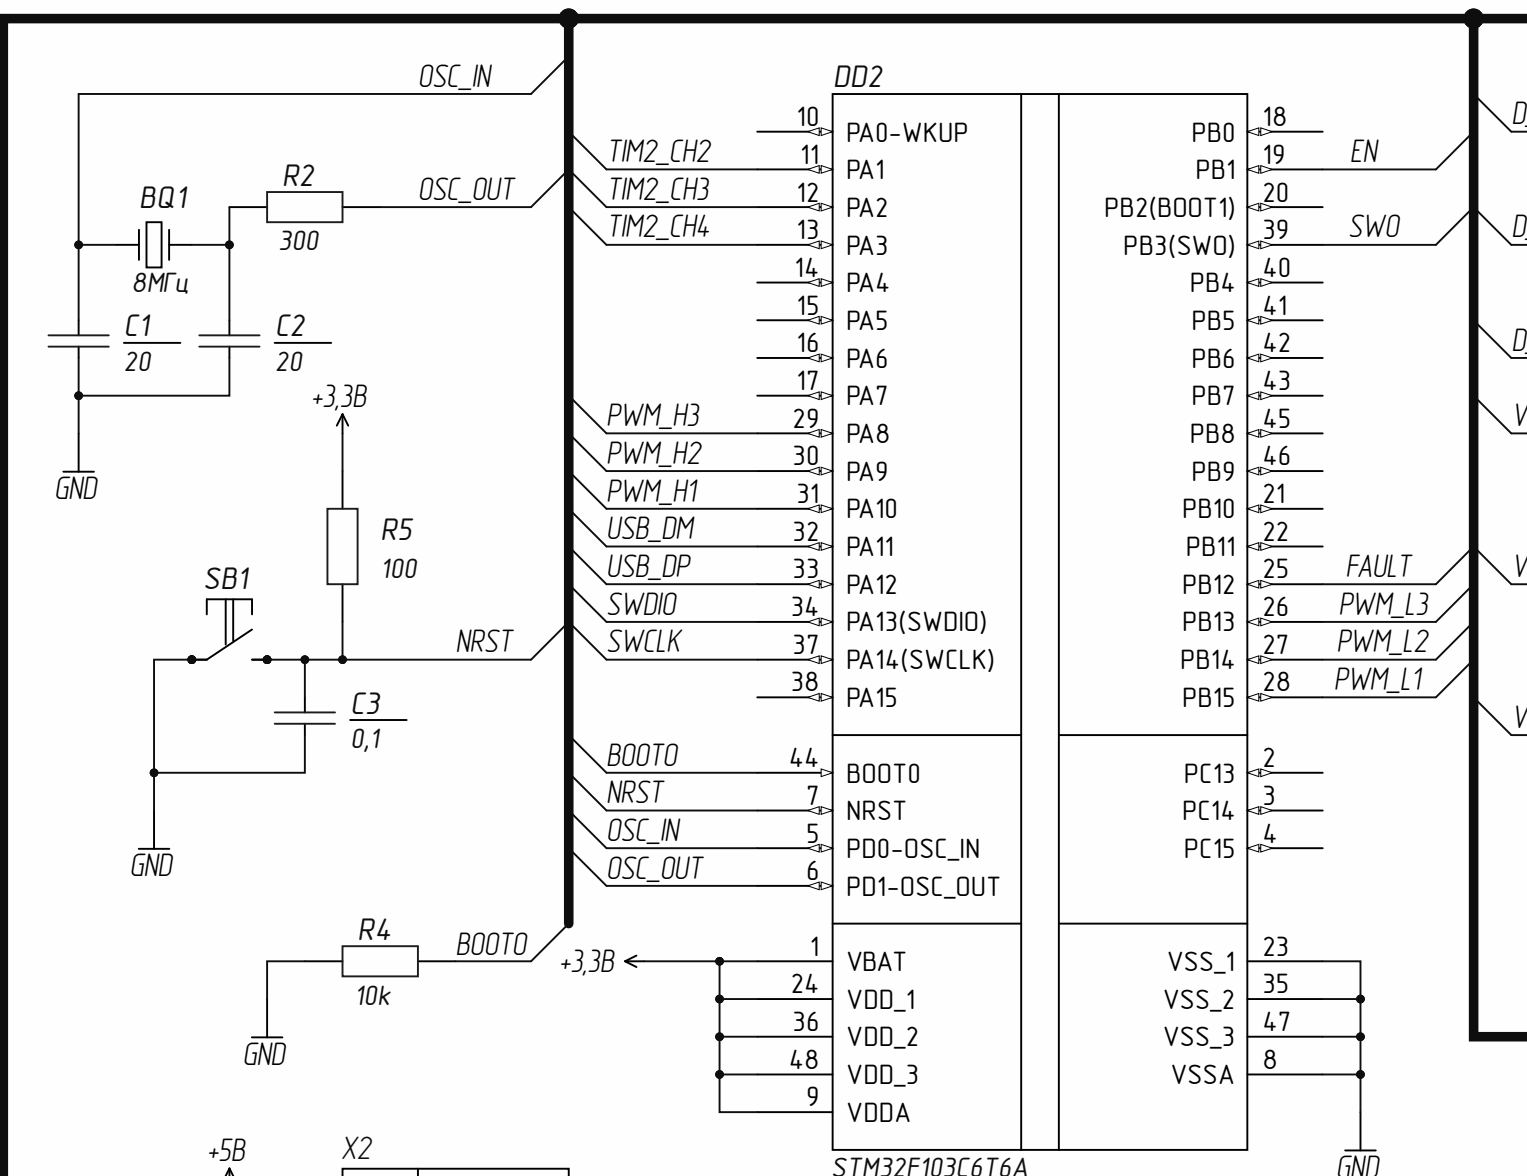 OSC_IN
BQ1
8МГц
R2
300
OSC_OUT
C1
20
C2
20
GND
+3,3В
R5
100
SB1
NRST
C3
0,1
GND
R4
10k
BOOT0
GND
+5В
X2
DD2
10 PA0-WKUP
TIM2_CH2 11 PA1
TIM2_CH3 12 PA2
TIM2_CH4 13 PA3
14 PA4
15 PA5
16 PA6
17 PA7
PWM_H3 29 PA8
PWM_H2 30 PA9
PWM_H1 31 PA10
USB_DM 32 PA11
USB_DP 33 PA12
SWDIO 34 PA13(SWDIO)
SWCLK 37 PA14(SWCLK)
38 PA15
BOOT0 44 BOOT0
NRST 7 NRST
OSC_IN 5 PD0-OSC_IN
OSC_OUT 6 PD1-OSC_OUT
+3,3В 1 VBAT
24 VDD_1
36 VDD_2
48 VDD_3
9 VDDA
PB0 18
PB1 19 EN
PB2(BOOT1) 20
PB3(SWO) 39 SWO
PB4 40
PB5 41
PB6 42
PB7 43
PB8 45
PB9 46
PB10 21
PB11 22
PB12 25 FAULT
PB13 26 PWM_L3
PB14 27 PWM_L2
PB15 28 PWM_L1
PC13 2
PC14 3
PC15 4
VSS_1 23
VSS_2 35
VSS_3 47
VSSA 8
GND
STM32F103C6T6A